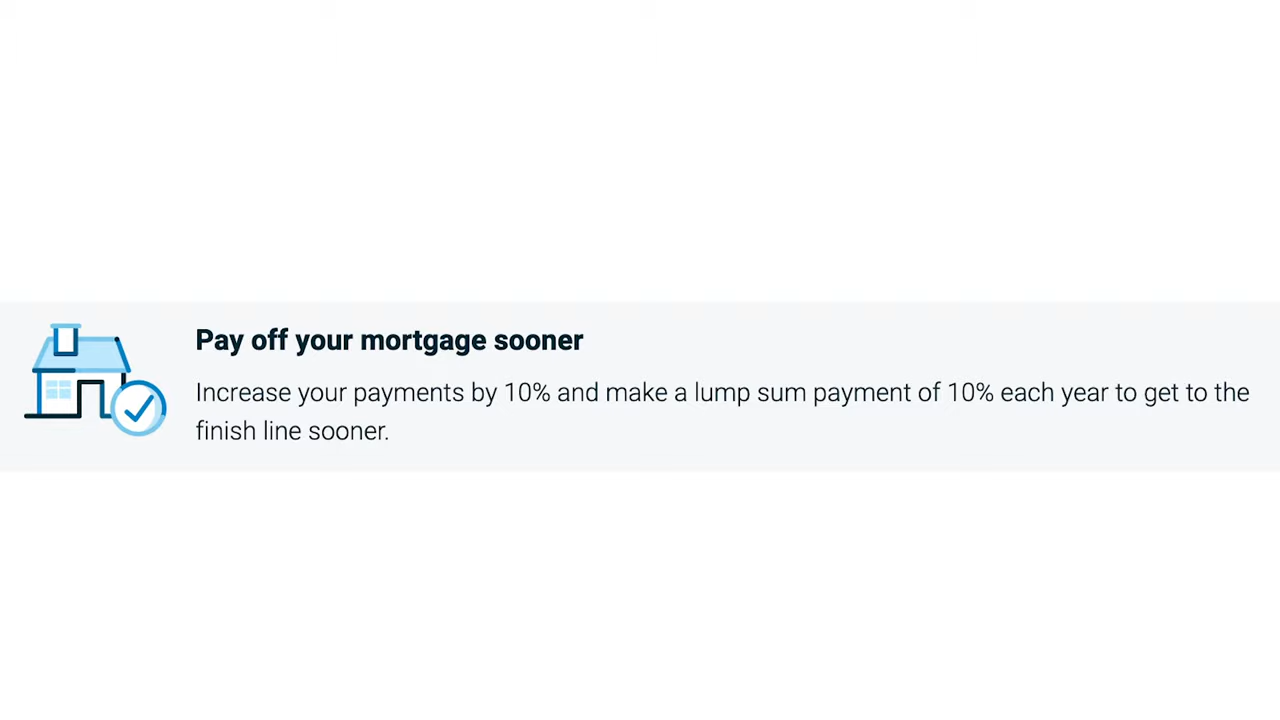 Pay off your mortgage sooner
Increase your payments by 10% and make a lump sum payment of 10% each year to get to the
finish line sooner.